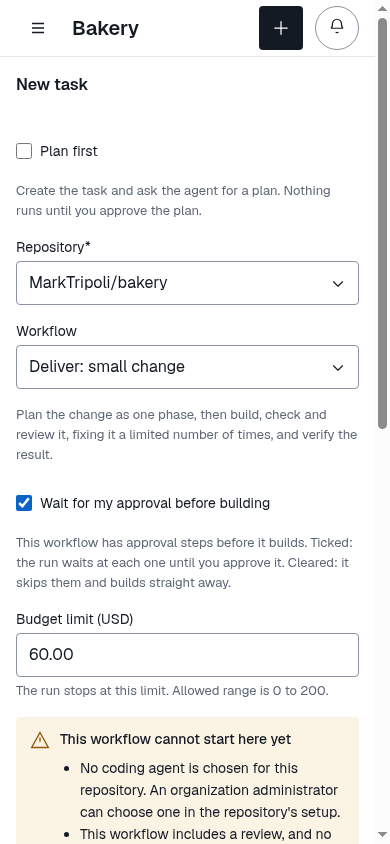 Bakery
New task
Plan first
Create the task and ask the agent for a plan. Nothing
runs until you approve the plan.
Repository*
MarkTripoli/bakery
Workflow
Deliver: small change
Plan the change as one phase, then build, check and
review it, fixing it a limited number of times, and verify the
result.
Wait for my approval before building
This workflow has approval steps before it builds. Ticked:
the run waits at each one until you approve it. Cleared: it
skips them and builds straight away.
Budget limit (USD)
60.00
The run stops at this limit. Allowed range is 0 to 200.
This workflow cannot start here yet
No coding agent is chosen for this
repository. An organization administrator
can choose one in the repository's setup.
This workflow includes a review, and no